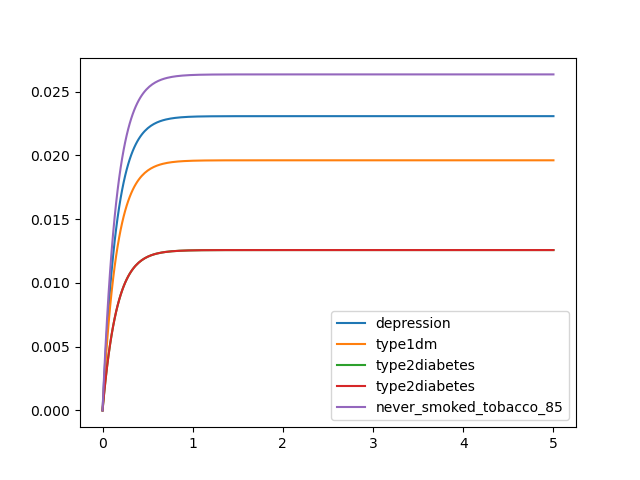 0.025
0.020
0.015
0.010
0.005
0.000
0 1 2 3 4 5
depression
type1dm
type2diabetes
type2diabetes
never_smoked_tobacco_85